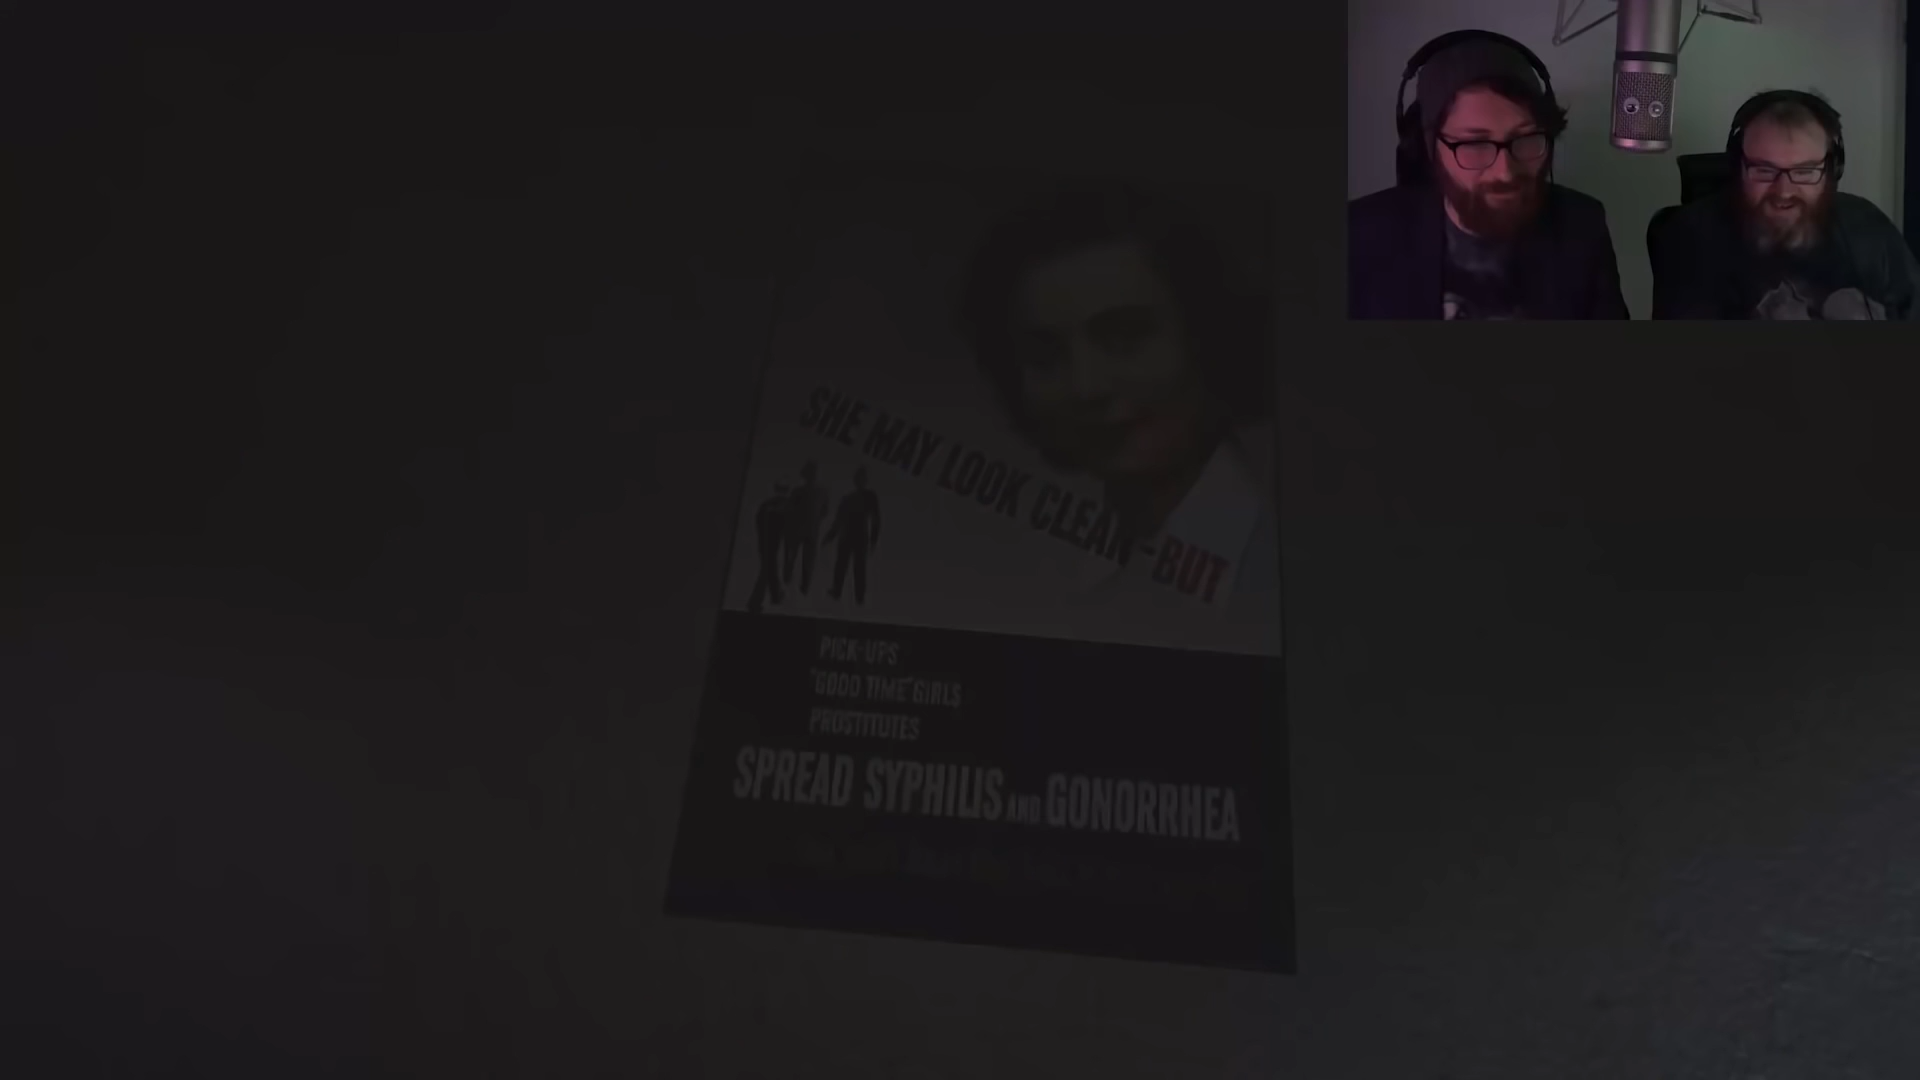 SHE MAY LOOK CLEAN-BUT
PICK-UPS
"GOOD TIME" GIRLS
PROSTITUTES
SPREAD SYPHILIS AND GONORRHEA